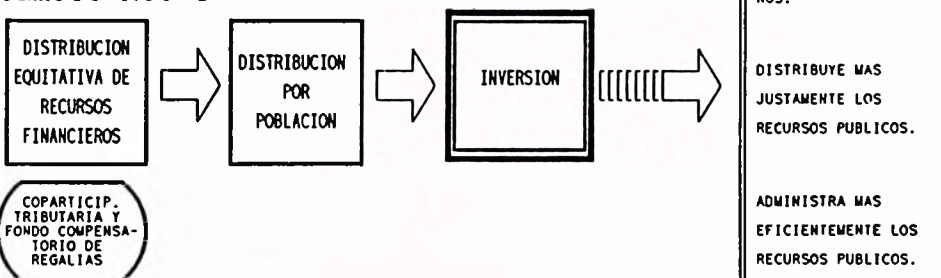 NOS.
DISTRIBUCION
EQUITATIVA DE
RECURSOS
FINANCIEROS
DISTRIBUCION
POR
POBLACION
INVERSION
DISTRIBUYE MAS
JUSTAMENTE LOS
RECURSOS PUBLICOS.
COPARTICIP.
TRIBUTARIA Y
FONDO COMPENSA-
TORIO DE
REGALIAS
ADMINISTRA MAS
EFICIENTEMENTE LOS
RECURSOS PUBLICOS.